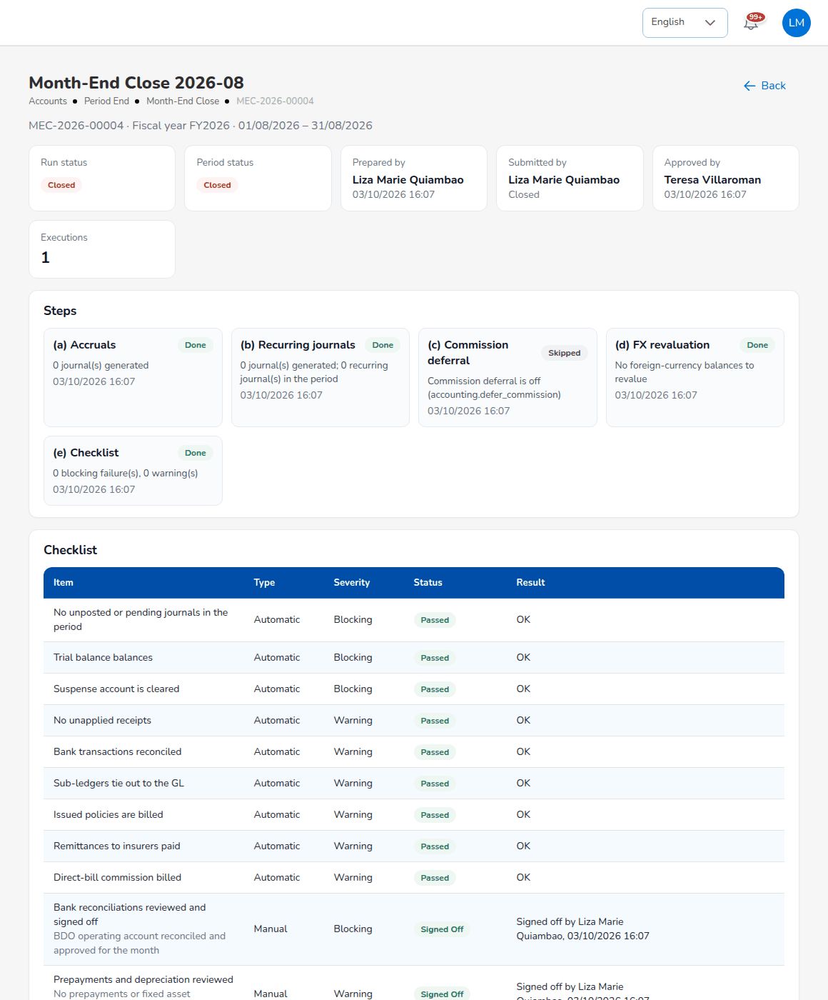 English
99+
LM
Month-End Close 2026-08
Back
Accounts • Period End • Month-End Close • MEC-2026-00004
MEC-2026-00004 · Fiscal year FY2026 · 01/08/2026 – 31/08/2026
Run status
Closed
Period status
Closed
Prepared by
Liza Marie Quiambao
03/10/2026 16:07
Submitted by
Liza Marie Quiambao
Closed
Approved by
Teresa Villaroman
03/10/2026 16:07
Executions
1
Steps
(a) Accruals
Done
0 journal(s) generated
03/10/2026 16:07
(b) Recurring journals
Done
0 journal(s) generated; 0 recurring
journal(s) in the period
03/10/2026 16:07
(c) Commission
deferral
Skipped
Commission deferral is off
(accounting.defer_commission)
03/10/2026 16:07
(d) FX revaluation
Done
No foreign-currency balances to
revalue
03/10/2026 16:07
(e) Checklist
Done
0 blocking failure(s), 0 warning(s)
03/10/2026 16:07
Checklist
Item Type Severity Status Result
No unposted or pending journals in the
period
Automatic Blocking Passed OK
Trial balance balances Automatic Blocking Passed OK
Suspense account is cleared Automatic Blocking Passed OK
No unapplied receipts Automatic Warning Passed OK
Bank transactions reconciled Automatic Warning Passed OK
Sub-ledgers tie out to the GL Automatic Warning Passed OK
Issued policies are billed Automatic Warning Passed OK
Remittances to insurers paid Automatic Warning Passed OK
Direct-bill commission billed Automatic Warning Passed OK
Bank reconciliations reviewed and
signed off
BDO operating account reconciled and
approved for the month
Manual Blocking Signed Off
Signed off by Liza Marie
Quiambao, 03/10/2026 16:07
Prepayments and depreciation reviewed
No prepayments or fixed asset
Manual Warning Signed Off
Signed off by Liza Marie
Quiambao, 03/10/2026 16:07